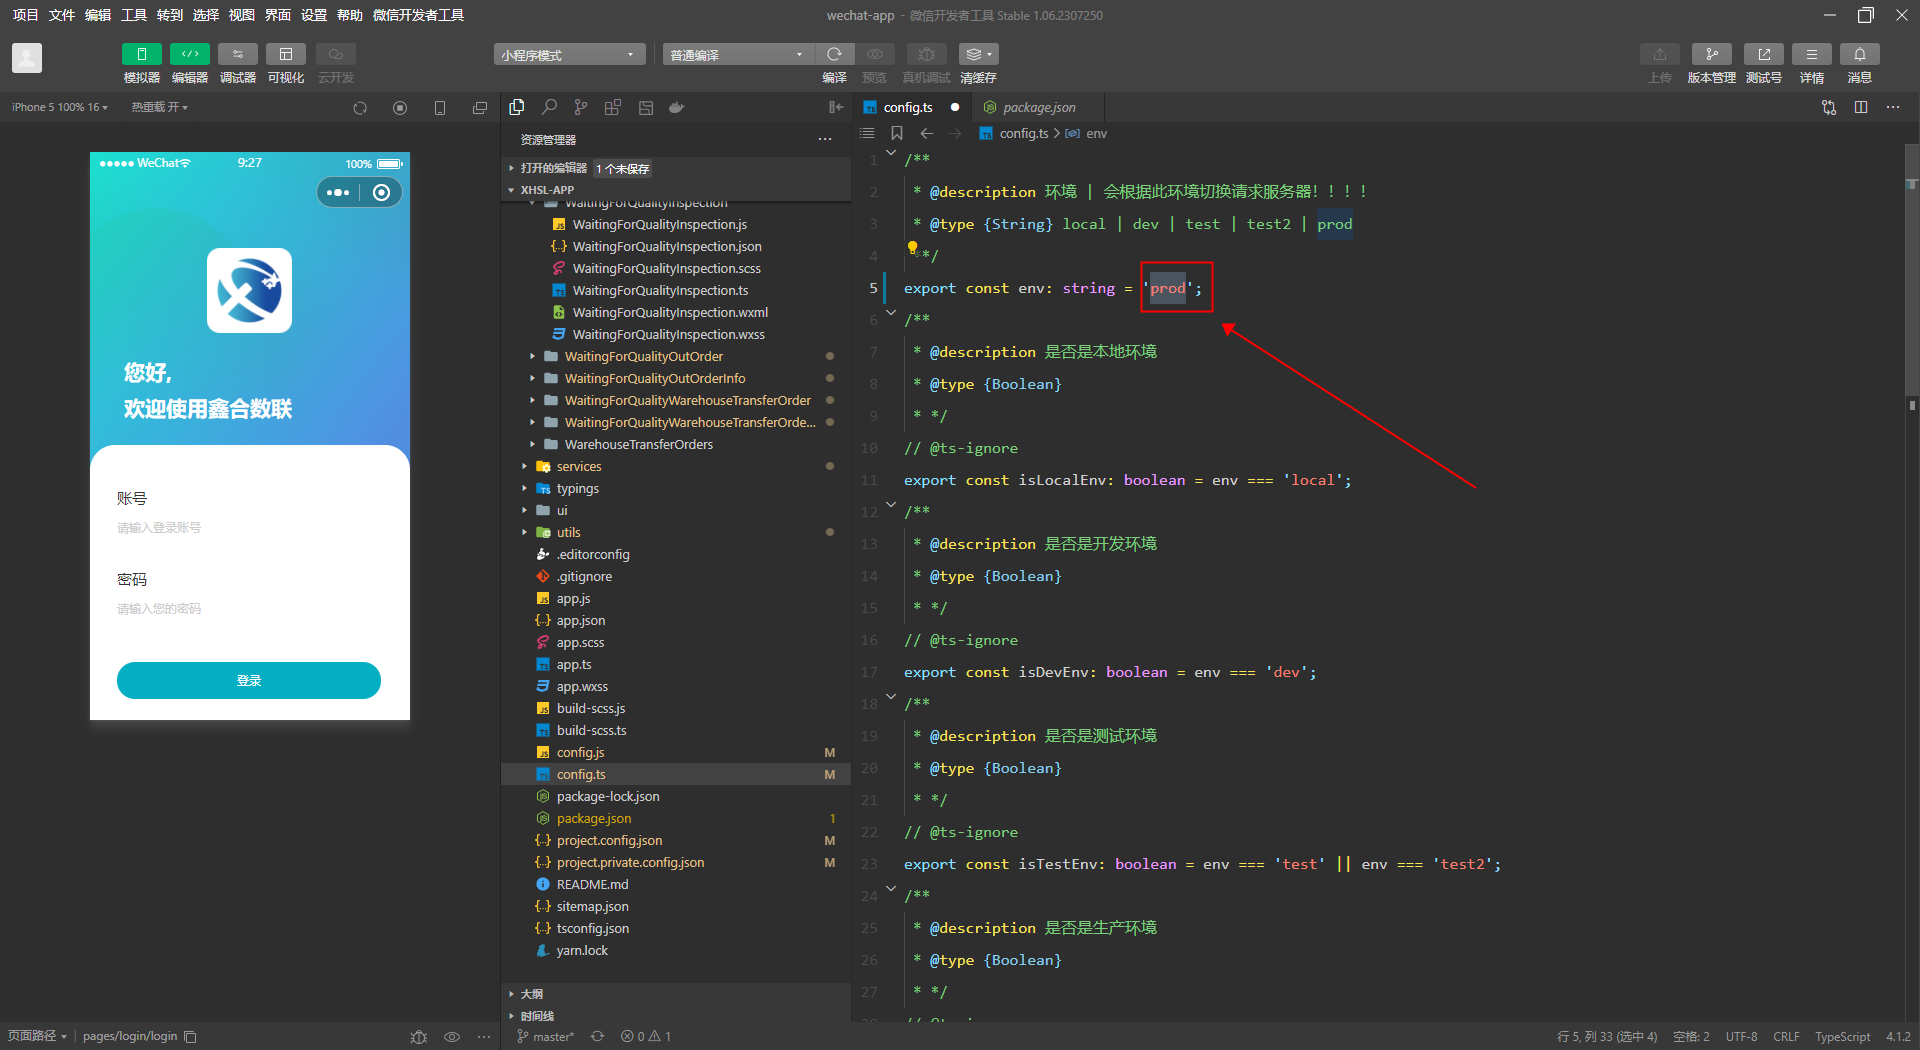 项目 文件 编辑 工具 转到 选择 视图 界面 设置 帮助 微信开发者工具
wechat-app - 微信开发者工具 Stable 1.06.2307250
模拟器 编辑器 调试器 可视化 云开发
小程序模式
普通编译
编译 预览 真机调试 清缓存
上传 版本管理 测试号 详情 消息
iPhone 5 100% 16
热重载 开
WeChat
9:27
100%
您好,
欢迎使用鑫合数联
账号
请输入登录账号
密码
请输入您的密码
登录
页面路径 | pages/login/login
资源管理器
打开的编辑器 1 个未保存
XHSL-APP
WaitingForQualityInspection
WaitingForQualityInspection.js
WaitingForQualityInspection.json
WaitingForQualityInspection.scss
WaitingForQualityInspection.ts
WaitingForQualityInspection.wxml
WaitingForQualityInspection.wxss
WaitingForQualityOutOrder
WaitingForQualityOutOrderInfo
WaitingForQualityWarehouseTransferOrder
WaitingForQualityWarehouseTransferOrde...
WarehouseTransferOrders
services
typings
ui
utils
.editorconfig
.gitignore
app.js
app.json
app.scss
app.ts
app.wxss
build-scss.js
build-scss.ts
config.js M
config.ts M
package-lock.json
package.json 1
project.config.json M
project.private.config.json M
README.md
sitemap.json
tsconfig.json
yarn.lock
大纲
时间线
master* 0 1
config.ts
package.json
config.ts > env
1 /**
2 * @description 环境 | 会根据此环境切换请求服务器！！！！
3 * @type {String} local | dev | test | test2 | prod
4 */
5 export const env: string = 'prod';
6 /**
7 * @description 是否是本地环境
8 * @type {Boolean}
9 * */
10 // @ts-ignore
11 export const isLocalEnv: boolean = env === 'local';
12 /**
13 * @description 是否是开发环境
14 * @type {Boolean}
15 * */
16 // @ts-ignore
17 export const isDevEnv: boolean = env === 'dev';
18 /**
19 * @description 是否是测试环境
20 * @type {Boolean}
21 * */
22 // @ts-ignore
23 export const isTestEnv: boolean = env === 'test' || env === 'test2';
24 /**
25 * @description 是否是生产环境
26 * @type {Boolean}
27 * */
行 5, 列 33 (选中 4) 空格: 2 UTF-8 CRLF TypeScript 4.1.2